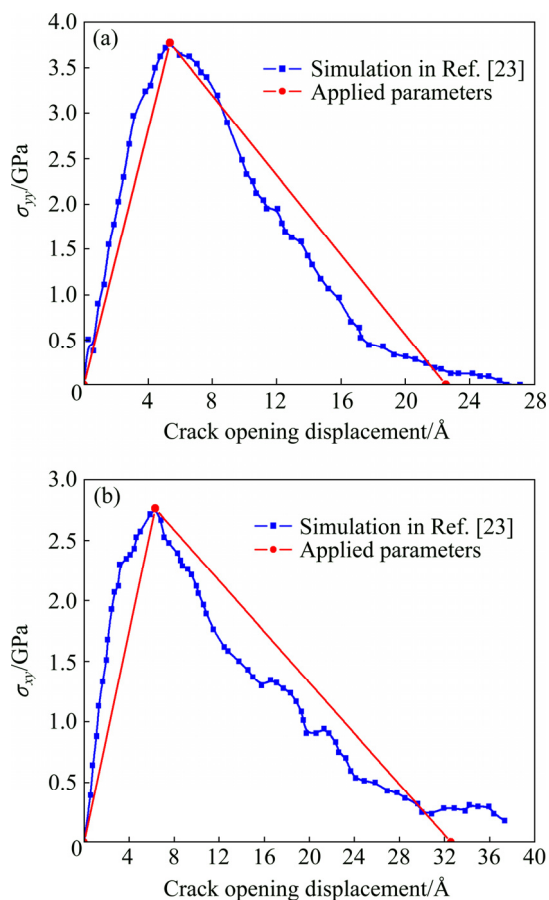 (a)
4.0
3.5
3.0
2.5
2.0
1.5
1.0
0.5
0
σyy/GPa
Simulation in Ref. [23]
Applied parameters
4 8 12 16 20 24 28
Crack opening displacement/Å
(b)
3.0
2.5
2.0
1.5
1.0
0.5
0
σxy/GPa
Simulation in Ref. [23]
Applied parameters
4 8 12 16 20 24 28 32 36 40
Crack opening displacement/Å